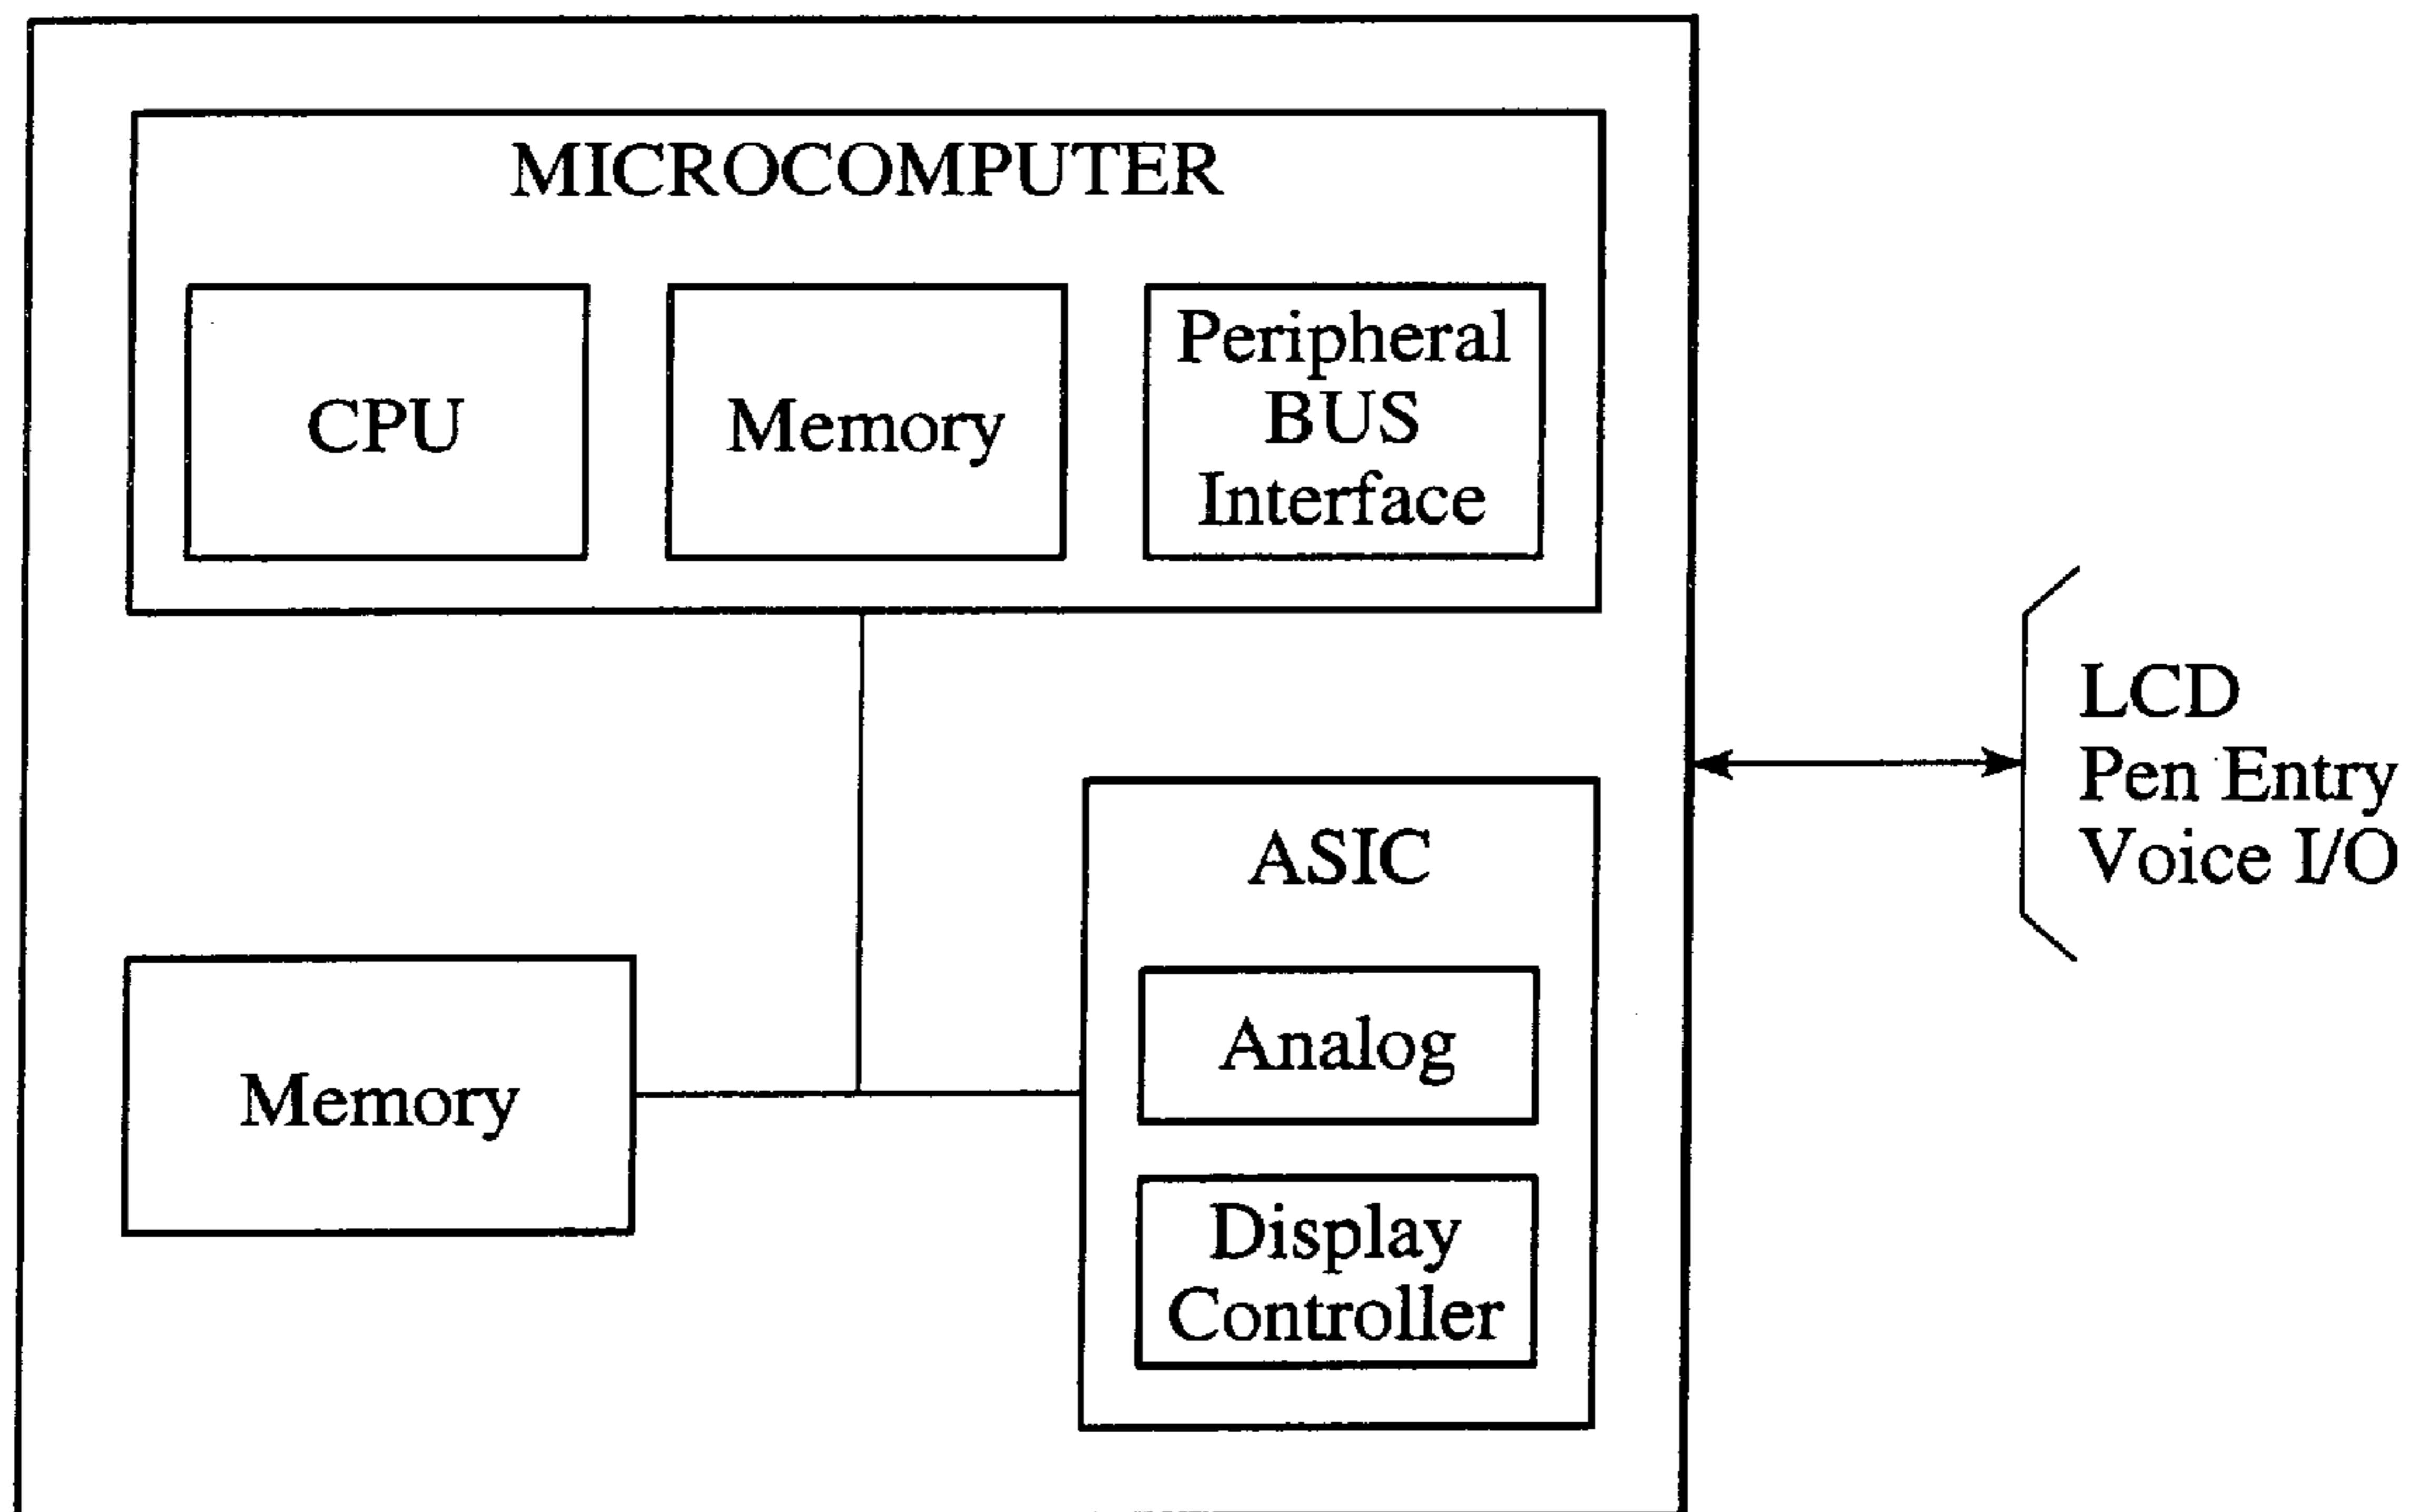 MICROCOMPUTER
CPU
Memory
Peripheral
BUS
Interface
LCD
Pen Entry
Voice I/O
ASIC
Analog
Memory
Display
Controller